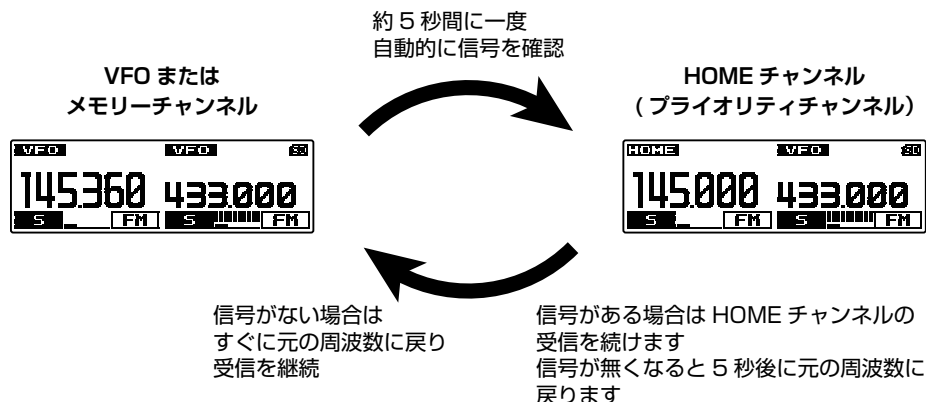 約 5 秒間に一度
自動的に信号を確認
VFO または
メモリーチャンネル
HOME チャンネル
( プライオリティチャンネル）
VFO VFO SD
145.360 433.000
S FM S FM
HOME VFO SD
145.000 433.000
S FM S FM
信号がない場合は
すぐに元の周波数に戻り
受信を継続
信号がある場合は HOME チャンネルの
受信を続けます
信号が無くなると 5 秒後に元の周波数に
戻ります